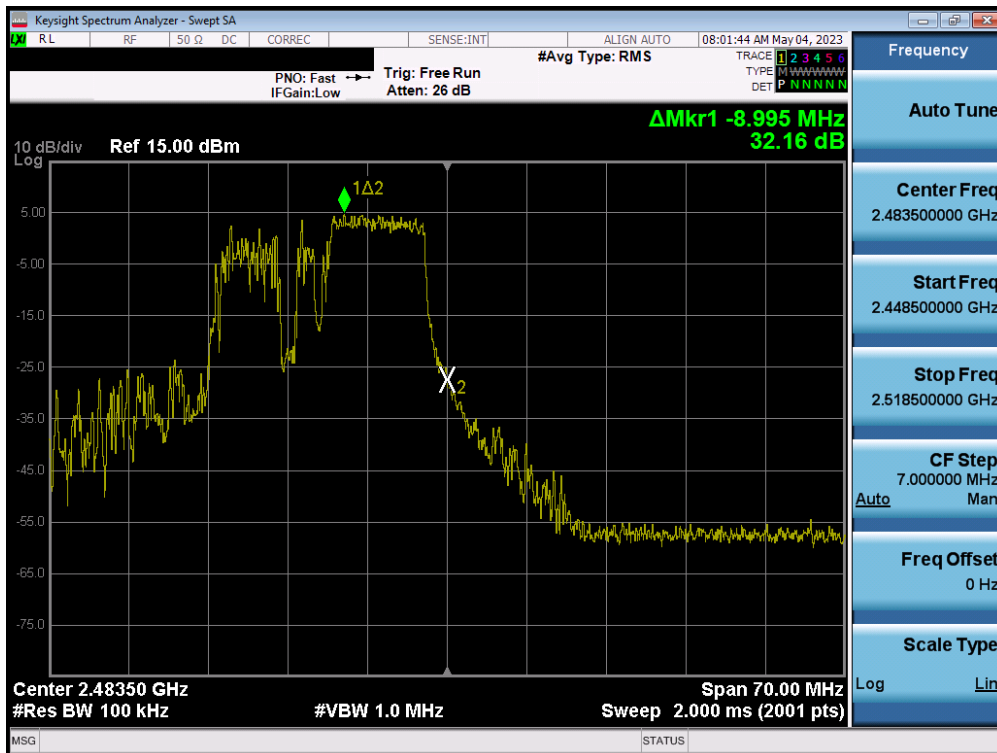 Keysight Spectrum Analyzer - Swept SA
LXI RL RF 50 Ω DC CORREC SENSE:INT ALIGN AUTO 08:01:44 AM May 04, 2023
PNO: Fast
IFGain:Low
Trig: Free Run
Atten: 26 dB
#Avg Type: RMS
TRACE 1 2 3 4 5 6
TYPE M W W W W W
DET P N N N N N
ΔMkr1 -8.995 MHz
32.16 dB
10 dB/div Ref 15.00 dBm
Log
5.00
-5.00
-15.0
-25.0
-35.0
-45.0
-55.0
-65.0
-75.0
1Δ2
2
Center 2.48350 GHz Span 70.00 MHz
#Res BW 100 kHz #VBW 1.0 MHz Sweep 2.000 ms (2001 pts)
MSG STATUS
Frequency
Auto Tune
Center Freq
2.483500000 GHz
Start Freq
2.448500000 GHz
Stop Freq
2.518500000 GHz
CF Step
7.000000 MHz
Auto Man
Freq Offset
0 Hz
Scale Type
Log Lin